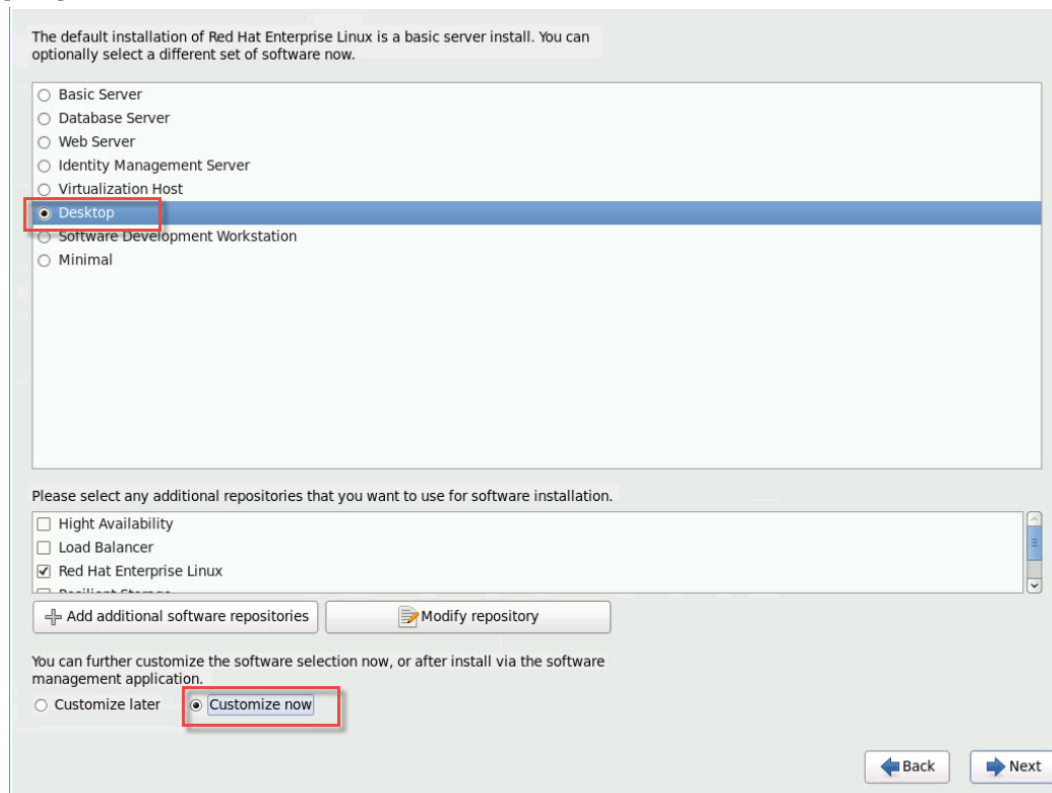 The default installation of Red Hat Enterprise Linux is a basic server install. You can
optionally select a different set of software now.
Basic Server
Database Server
Web Server
Identity Management Server
Virtualization Host
Desktop
Software Development Workstation
Minimal
Please select any additional repositories that you want to use for software installation.
Hight Availability
Load Balancer
Red Hat Enterprise Linux
Resilient Storage
Add additional software repositories
Modify repository
You can further customize the software selection now, or after install via the software
management application.
Customize later
Customize now
Back
Next